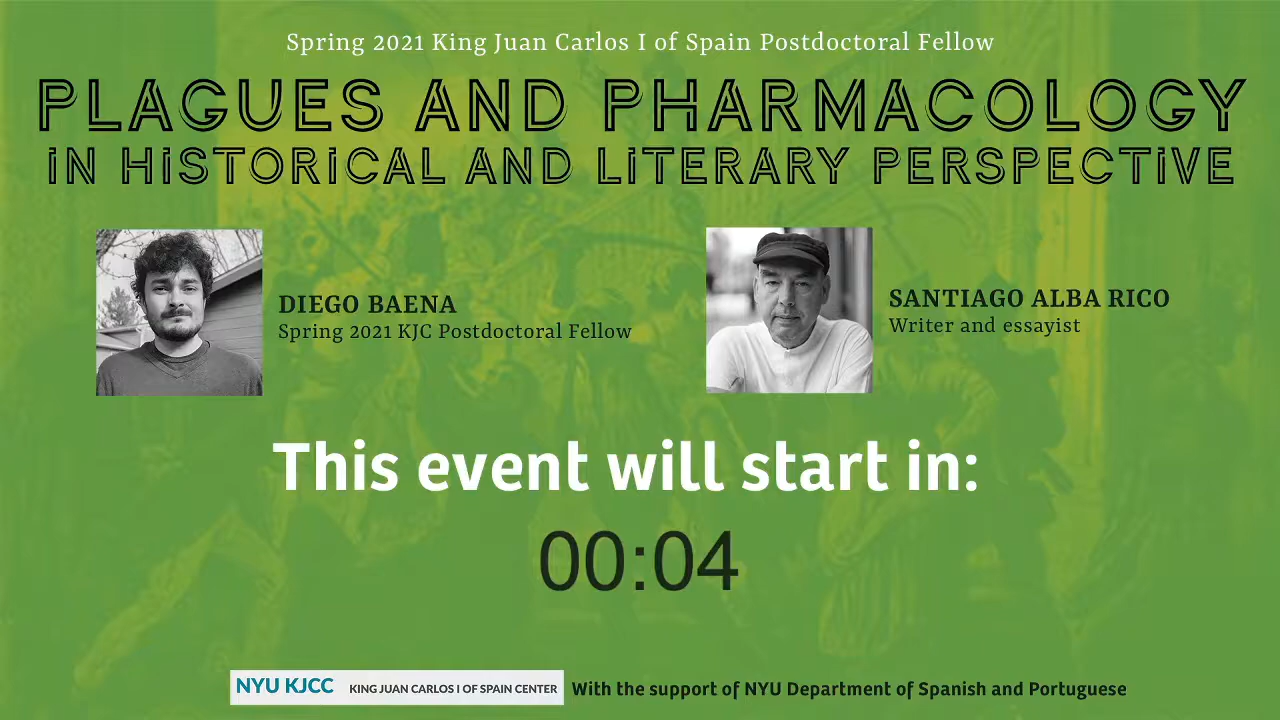 Spring 2021 King Juan Carlos I of Spain Postdoctoral Fellow
PLAGUES AND PHARMACOLOGY
iN HiSTORiCAL AND LiTERARY PERSPECTiVE
DIEGO BAENA
Spring 2021 KJC Postdoctoral Fellow
SANTIAGO ALBA RICO
Writer and essayist
This event will start in:
00:04
NYU KJCC KING JUAN CARLOS I OF SPAIN CENTER With the support of NYU Department of Spanish and Portuguese